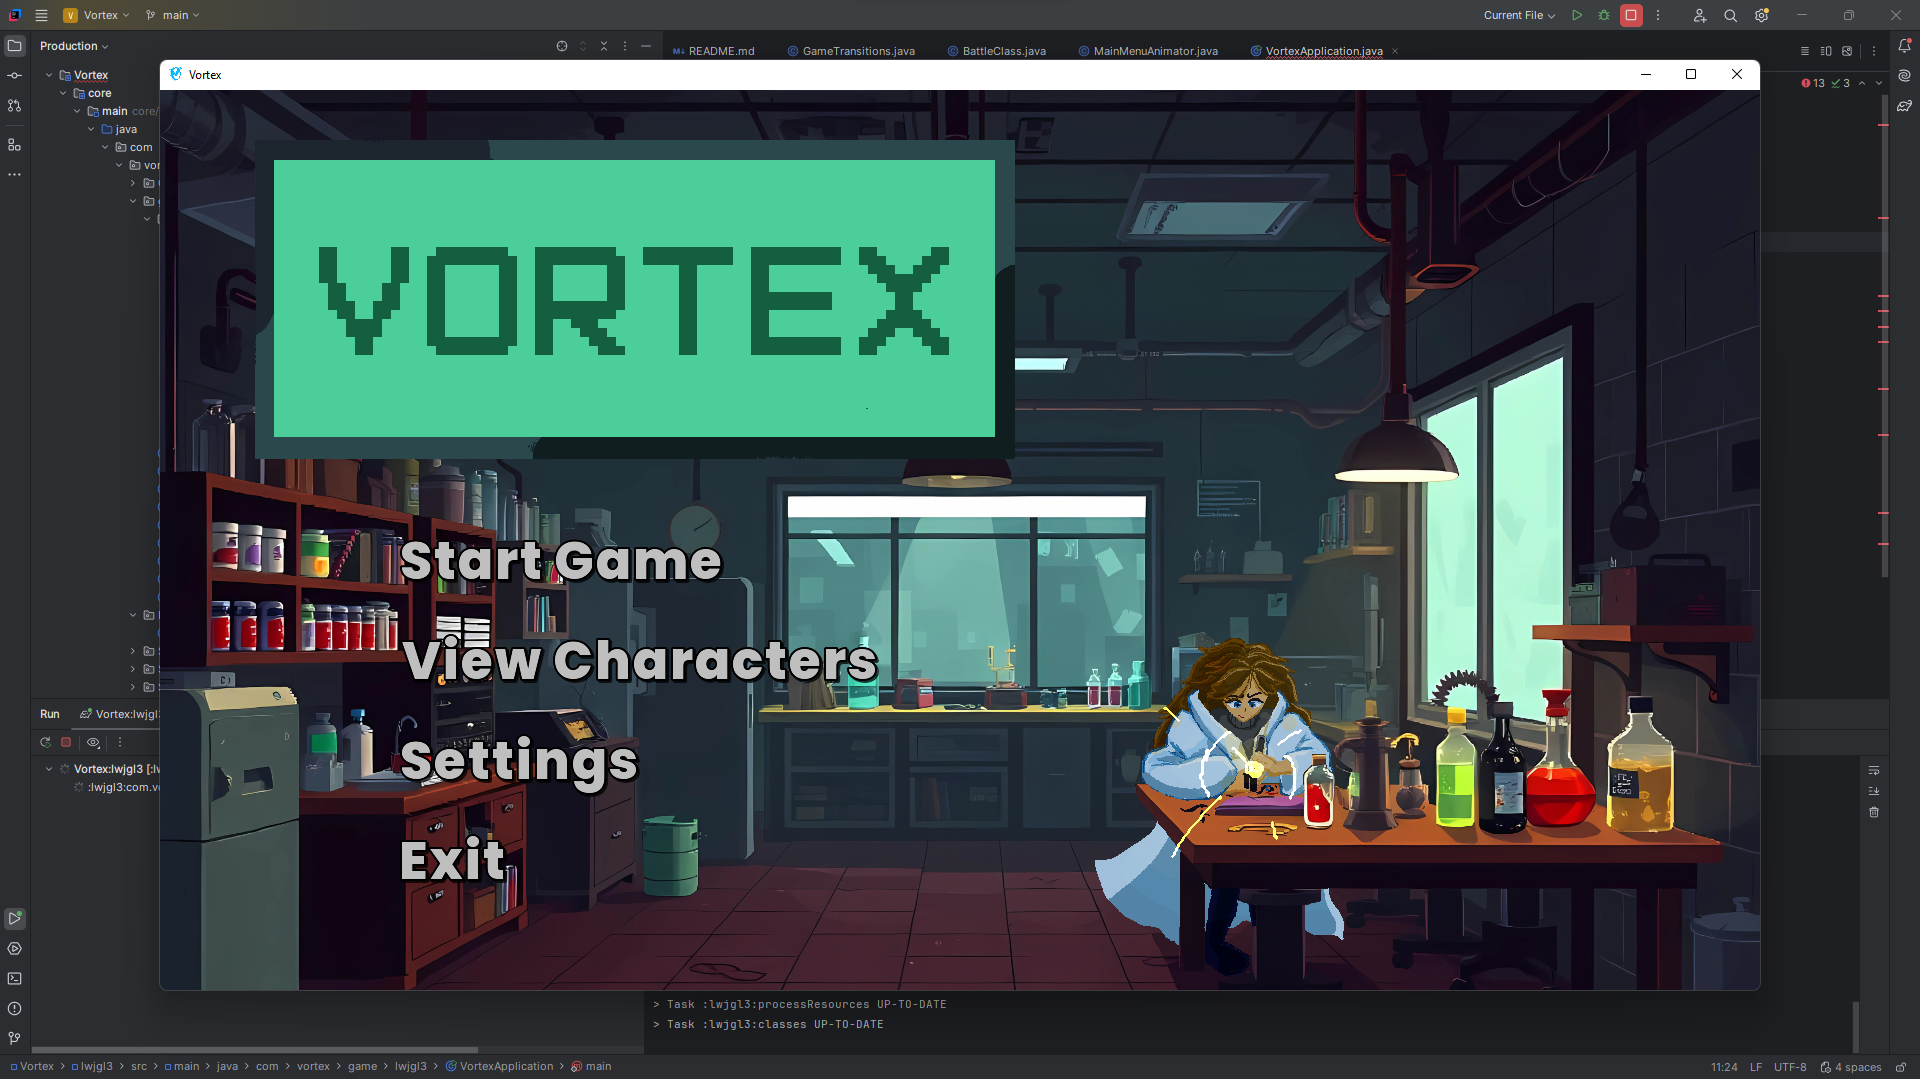 V Vortex main Current File
Production
README.md GameTransitions.java BattleClass.java MainMenuAnimator.java VortexApplication.java
Vortex
Vortex
13 3
core
main core/
java
com
vor
VORTEX
Start Game
View Characters
Settings
Exit
Run Vortex:lwjgl3
Vortex:lwjgl3 [:lw
:lwjgl3:com.v
> Task :lwjgl3:processResources UP-TO-DATE
> Task :lwjgl3:classes UP-TO-DATE
Vortex > lwjgl3 > src > main > java > com > vortex > game > lwjgl3 > VortexApplication > main 11:24 LF UTF-8 4 spaces